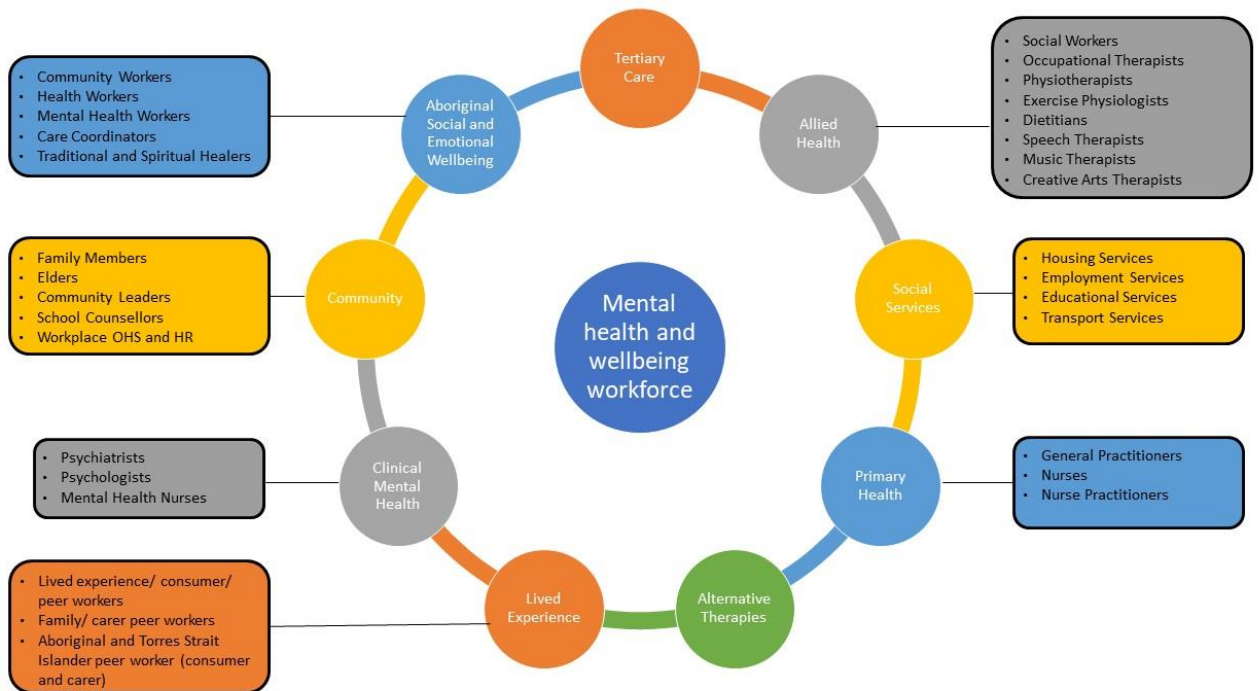 Tertiary
Care
Aboriginal
Social and
Emotional
Wellbeing
• Community Workers
• Health Workers
• Mental Health Workers
• Care Coordinators
• Traditional and Spiritual Healers
Allied
Health
• Social Workers
• Occupational Therapists
• Physiotherapists
• Exercise Physiologists
• Dietitians
• Speech Therapists
• Music Therapists
• Creative Arts Therapists
Community
• Family Members
• Elders
• Community Leaders
• School Counsellors
• Workplace OHS and HR
Mental
health and
wellbeing
workforce
Social
Services
• Housing Services
• Employment Services
• Educational Services
• Transport Services
Clinical
Mental
Health
• Psychiatrists
• Psychologists
• Mental Health Nurses
Primary
Health
• General Practitioners
• Nurses
• Nurse Practitioners
Lived
Experience
• Lived experience/ consumer/
peer workers
• Family/ carer peer workers
• Aboriginal and Torres Strait
Islander peer worker (consumer
and carer)
Alternative
Therapies